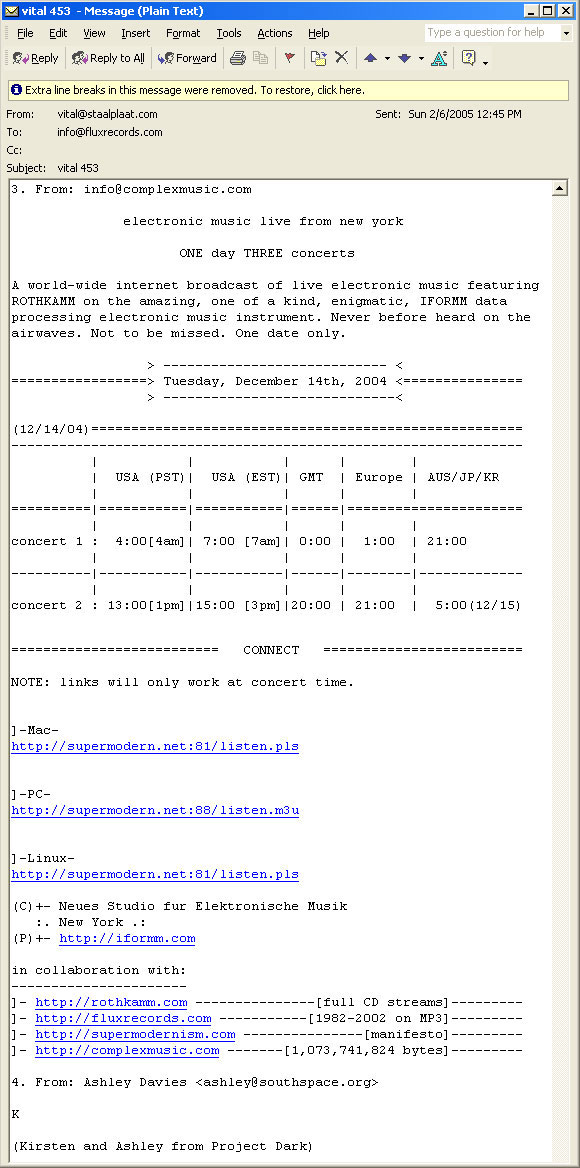 vital 453 - Message (Plain Text)
File Edit View Insert Format Tools Actions Help Type a question for help
Reply Reply to All Forward
Extra line breaks in this message were removed. To restore, click here.
From: vital@staalplaat.com Sent: Sun 2/6/2005 12:45 PM
To: info@fluxrecords.com
Cc:
Subject: vital 453
3. From: info@complexmusic.com
electronic music live from new york
ONE day THREE concerts
A world-wide internet broadcast of live electronic music featuring
ROTHKAMM on the amazing, one of a kind, enigmatic, IFORMM data
processing electronic music instrument. Never before heard on the
airwaves. Not to be missed. One date only.
> ---------------------------- <
=================> Tuesday, December 14th, 2004 <===============
> -----------------------------<
(12/14/04)======================================================
----------------------------------------------------------------
| | | | |
| USA (PST)| USA (EST)| GMT | Europe | AUS/JP/KR
| | | | |
==========|===========|===========|======|========|=============
| | | | |
concert 1 : 4:00[4am]| 7:00 [7am]| 0:00 | 1:00 | 21:00
| | | | |
----------|-----------|-----------|------|--------|-------------
| | | | |
concert 2 : 13:00[1pm]|15:00 [3pm]|20:00 | 21:00 | 5:00(12/15)
========================== CONNECT =========================
NOTE: links will only work at concert time.
]-Mac-
http://supermodern.net:81/listen.pls
]-PC-
http://supermodern.net:88/listen.m3u
]-Linux-
http://supermodern.net:81/listen.pls
(C)+- Neues Studio fur Elektronische Musik
:. New York .:
(P)+- http://iformm.com
in collaboration with:
----------------------
]- http://rothkamm.com ---------------[full CD streams]---------
]- http://fluxrecords.com ------------[1982-2002 on MP3]---------
]- http://supermodernism.com ---------------[manifesto]---------
]- http://complexmusic.com -------[1,073,741,824 bytes]---------
4. From: Ashley Davies <ashley@southspace.org>
K
(Kirsten and Ashley from Project Dark)